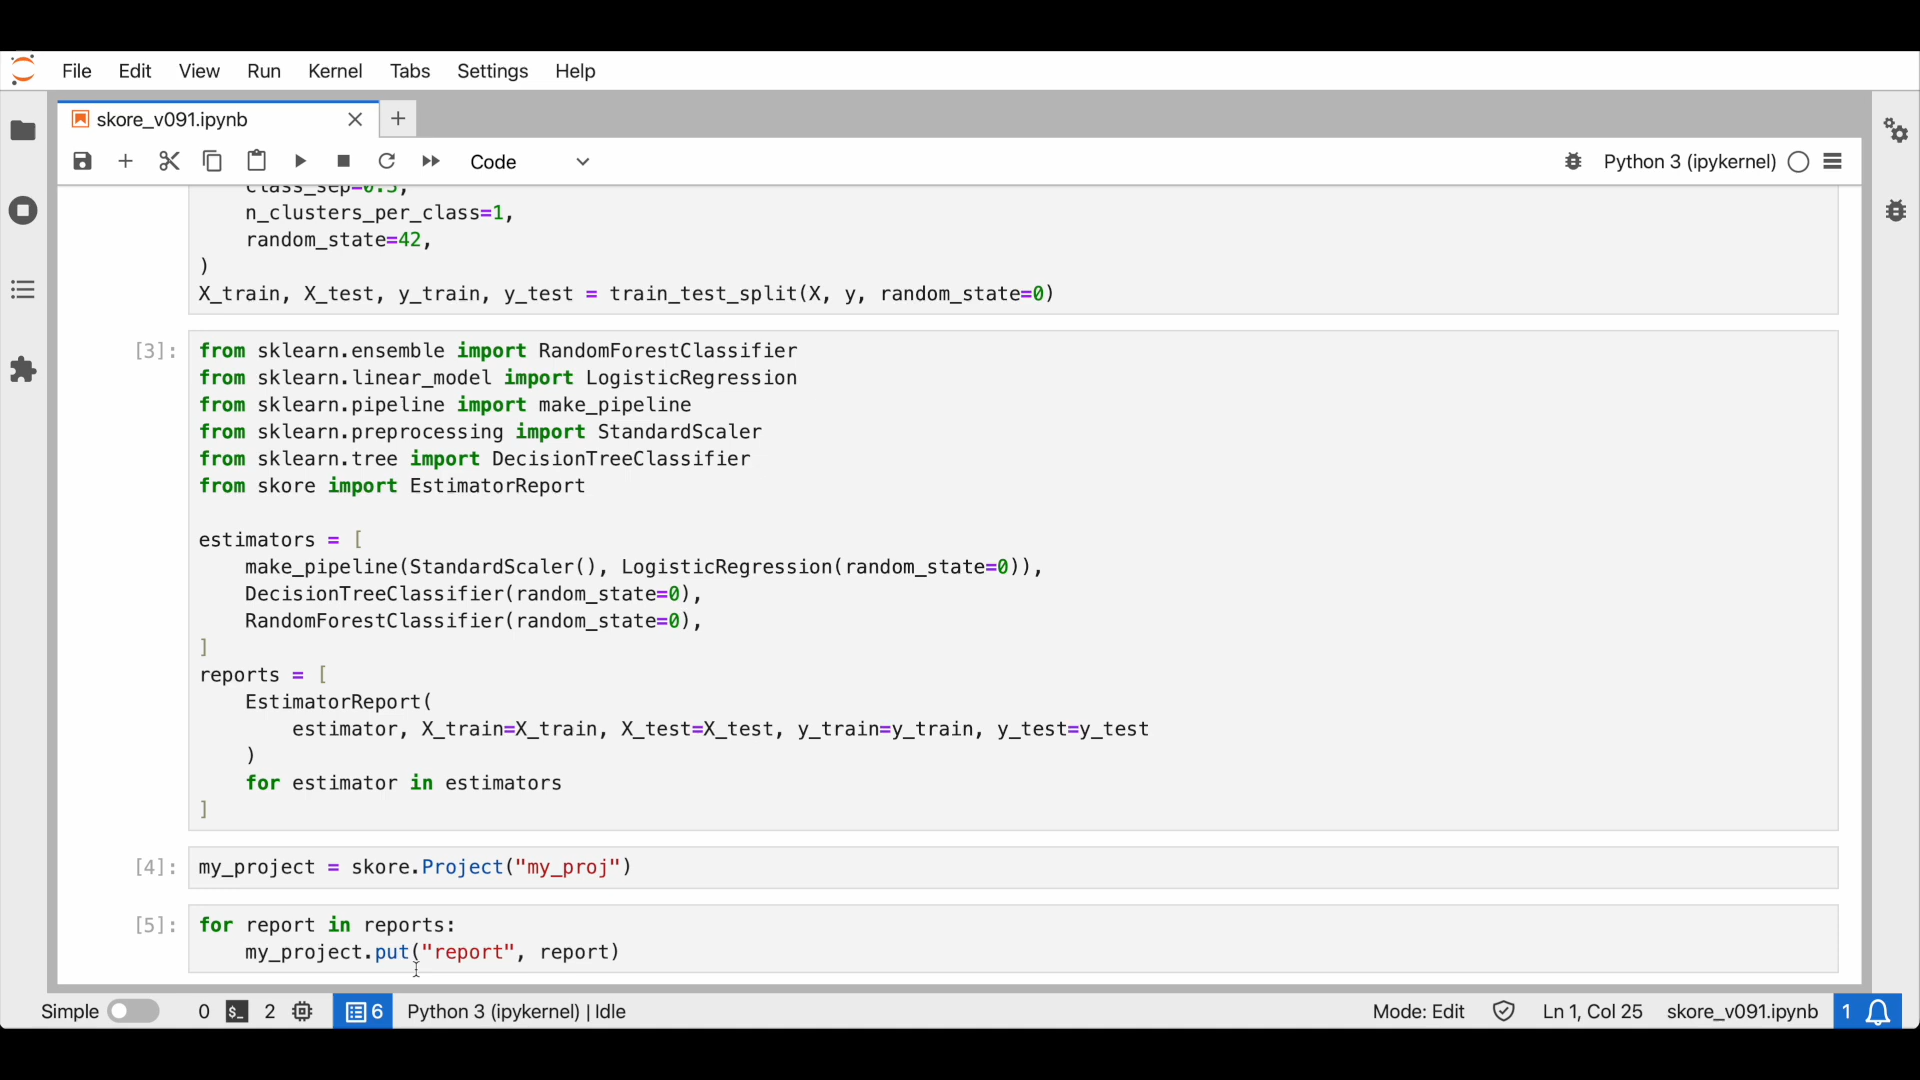 File Edit View Run Kernel Tabs Settings Help
skore_v091.ipynb
Code
Python 3 (ipykernel)
class_sep=0.5,
n_clusters_per_class=1,
random_state=42,
)
X_train, X_test, y_train, y_test = train_test_split(X, y, random_state=0)
[3]:
from sklearn.ensemble import RandomForestClassifier
from sklearn.linear_model import LogisticRegression
from sklearn.pipeline import make_pipeline
from sklearn.preprocessing import StandardScaler
from sklearn.tree import DecisionTreeClassifier
from skore import EstimatorReport
estimators = [
make_pipeline(StandardScaler(), LogisticRegression(random_state=0)),
DecisionTreeClassifier(random_state=0),
RandomForestClassifier(random_state=0),
]
reports = [
EstimatorReport(
estimator, X_train=X_train, X_test=X_test, y_train=y_train, y_test=y_test
)
for estimator in estimators
]
[4]: my_project = skore.Project("my_proj")
[5]: for report in reports:
my_project.put("report", report)
Simple 0 $_ 2 6 Python 3 (ipykernel) | Idle Mode: Edit Ln 1, Col 25 skore_v091.ipynb 1